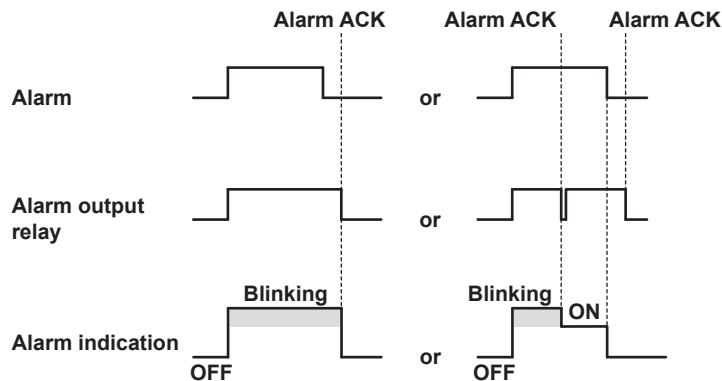 Alarm ACK
Alarm ACK
Alarm ACK
Alarm
or
Alarm output
relay
or
Blinking
Blinking
ON
Alarm indication
or
OFF
OFF